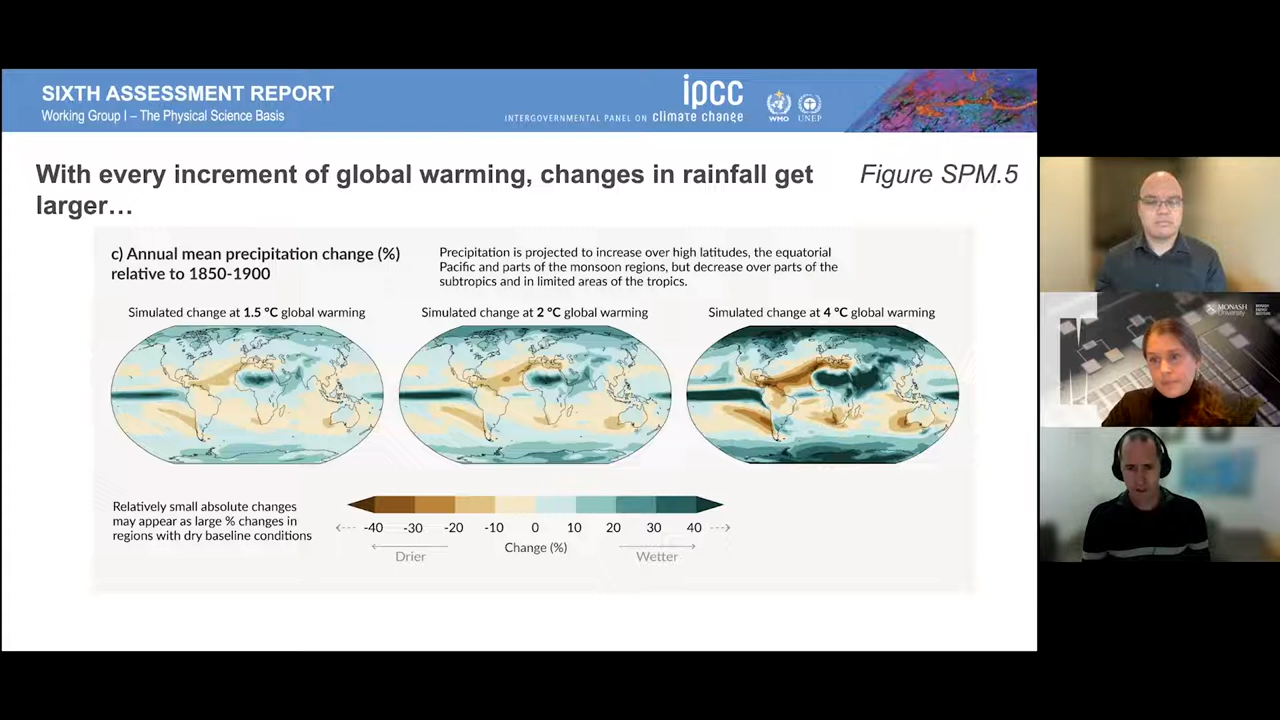 SIXTH ASSESSMENT REPORT
Working Group I – The Physical Science Basis
ipcc
INTERGOVERNMENTAL PANEL ON climate change
WMO
UNEP
With every increment of global warming, changes in rainfall get
larger…
Figure SPM.5
c) Annual mean precipitation change (%)
relative to 1850-1900
Precipitation is projected to increase over high latitudes, the equatorial
Pacific and parts of the monsoon regions, but decrease over parts of the
subtropics and in limited areas of the tropics.
Simulated change at 1.5 °C global warming
Simulated change at 2 °C global warming
Simulated change at 4 °C global warming
Relatively small absolute changes
may appear as large % changes in
regions with dry baseline conditions
-40 -30 -20 -10 0 10 20 30 40
Change (%)
Drier
Wetter
MONASH
University